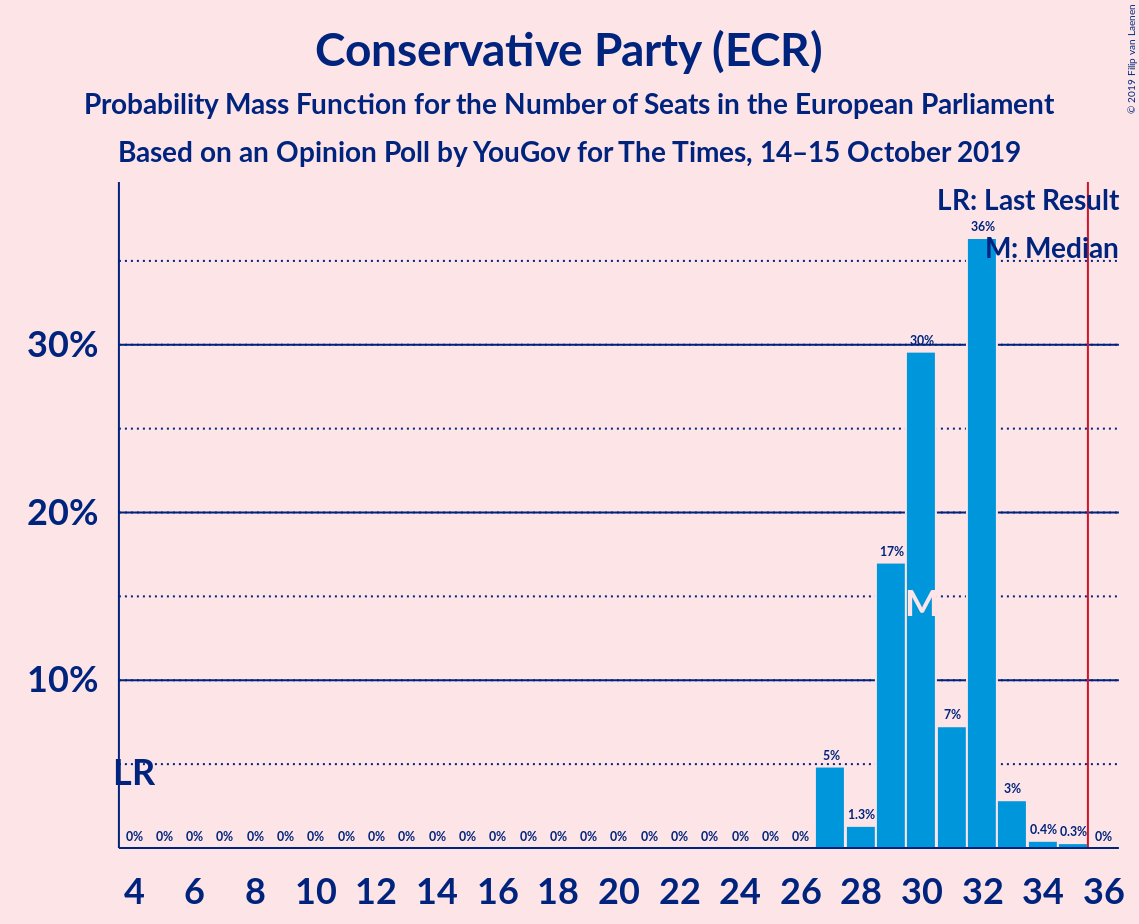 Conservative Party (ECR)
Probability Mass Function for the Number of Seats in the European Parliament
Based on an Opinion Poll by YouGov for The Times, 14–15 October 2019
© 2019 Filip van Laenen
LR: Last Result
M: Median
36%
30%
30%
20%
17%
M
10%
7%
5%
LR
3%
1.3%
0.4% 0.3%
0% 0% 0% 0% 0% 0% 0% 0% 0% 0% 0% 0% 0% 0% 0% 0% 0% 0% 0% 0% 0% 0% 0% 0%
4 6 8 10 12 14 16 18 20 22 24 26 28 30 32 34 36